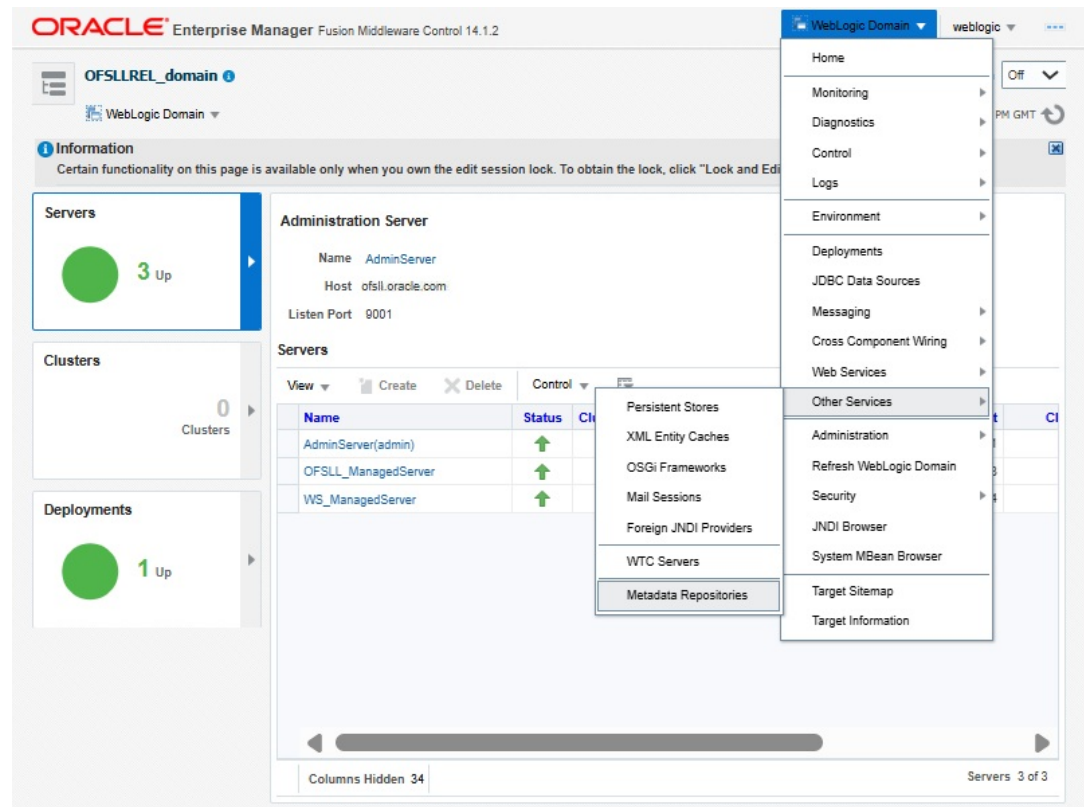 ORACLE Enterprise Manager Fusion Middleware Control 14.1.2
WebLogic Domain
weblogic
OFSLLREL_domain
WebLogic Domain
Off
PM GMT
Information
Certain functionality on this page is available only when you own the edit session lock. To obtain the lock, click "Lock and Edi
Servers
3 Up
Clusters
0
Clusters
Deployments
1 Up
Administration Server
Name AdminServer
Host ofsll.oracle.com
Listen Port 9001
Servers
View Create Delete Control
Name Status
AdminServer(admin)
OFSLL_ManagedServer
WS_ManagedServer
Columns Hidden 34
Servers 3 of 3
Home
Monitoring
Diagnostics
Control
Logs
Environment
Deployments
JDBC Data Sources
Messaging
Cross Component Wiring
Web Services
Other Services
Administration
Refresh WebLogic Domain
Security
JNDI Browser
System MBean Browser
Target Sitemap
Target Information
Persistent Stores
XML Entity Caches
OSGi Frameworks
Mail Sessions
Foreign JNDI Providers
WTC Servers
Metadata Repositories